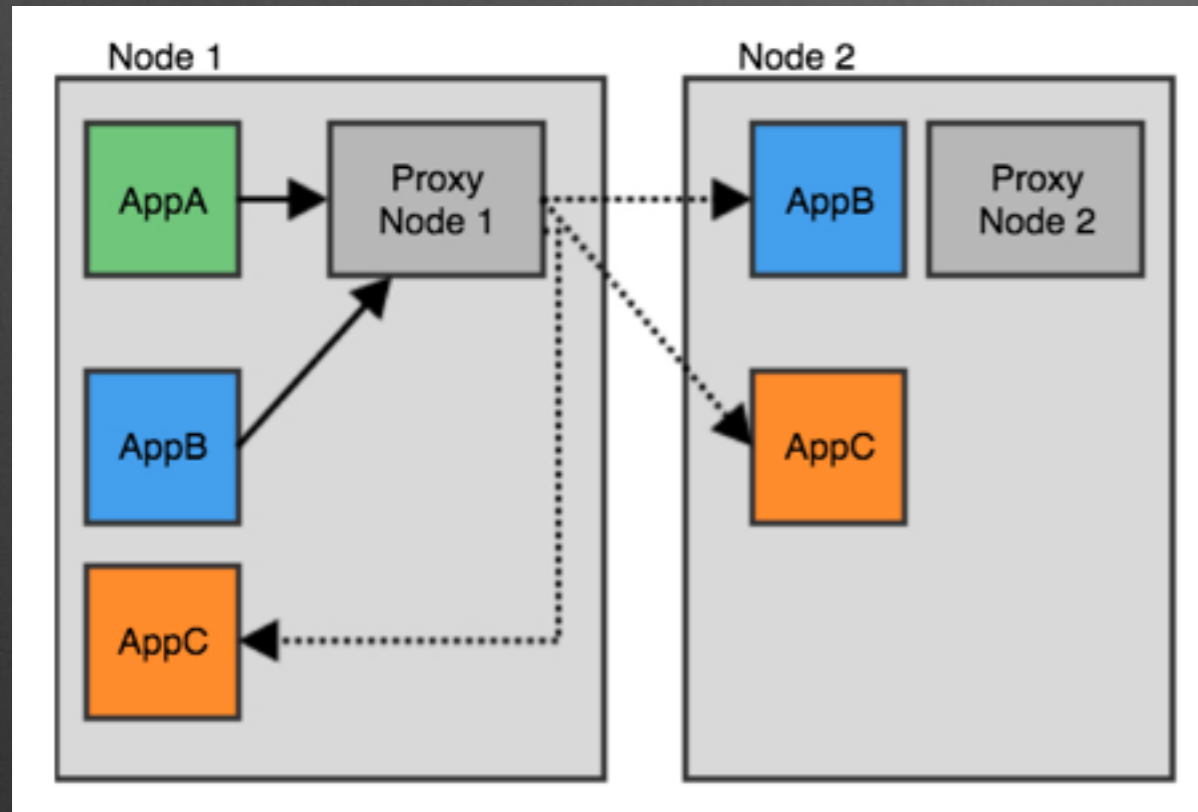 Node 1
Node 2
AppA
Proxy
Node 1
AppB
Proxy
Node 2
AppB
AppC
AppC